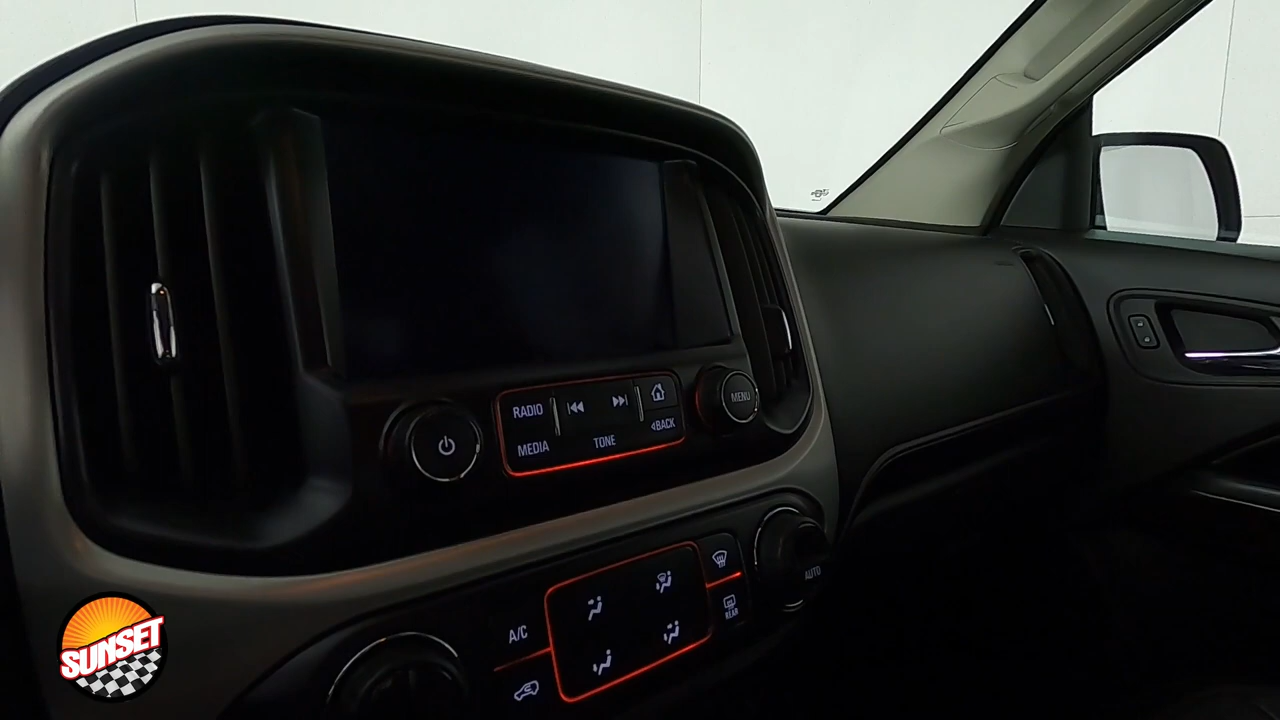 RADIO
MEDIA
TONE
◁BACK
MENU
AUTO
A/C
REAR
SUNSET